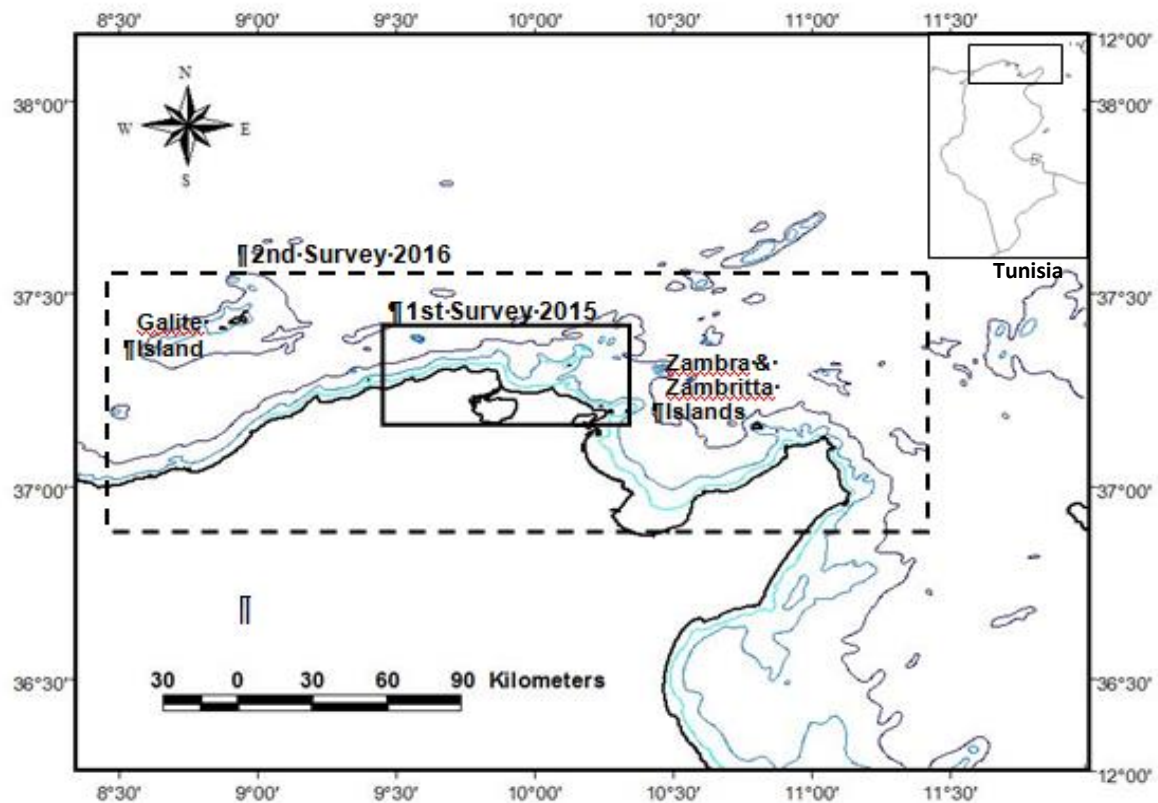 8°30' 9°00' 9°30' 10°00' 10°30' 11°00' 11°30'
12°00'
38°00' 38°00'
N
W E
S
¶2nd·Survey·2016
Tunisia
37°30' 37°30'
¶1st·Survey·2015
Galite·
¶Island
Zambra·&·
Zambritta·
¶Islands
37°00' 37°00'
¶
36°30' 36°30'
30 0 30 60 90 Kilometers
12°00'
8°30' 9°00' 9°30' 10°00' 10°30' 11°00' 11°30'